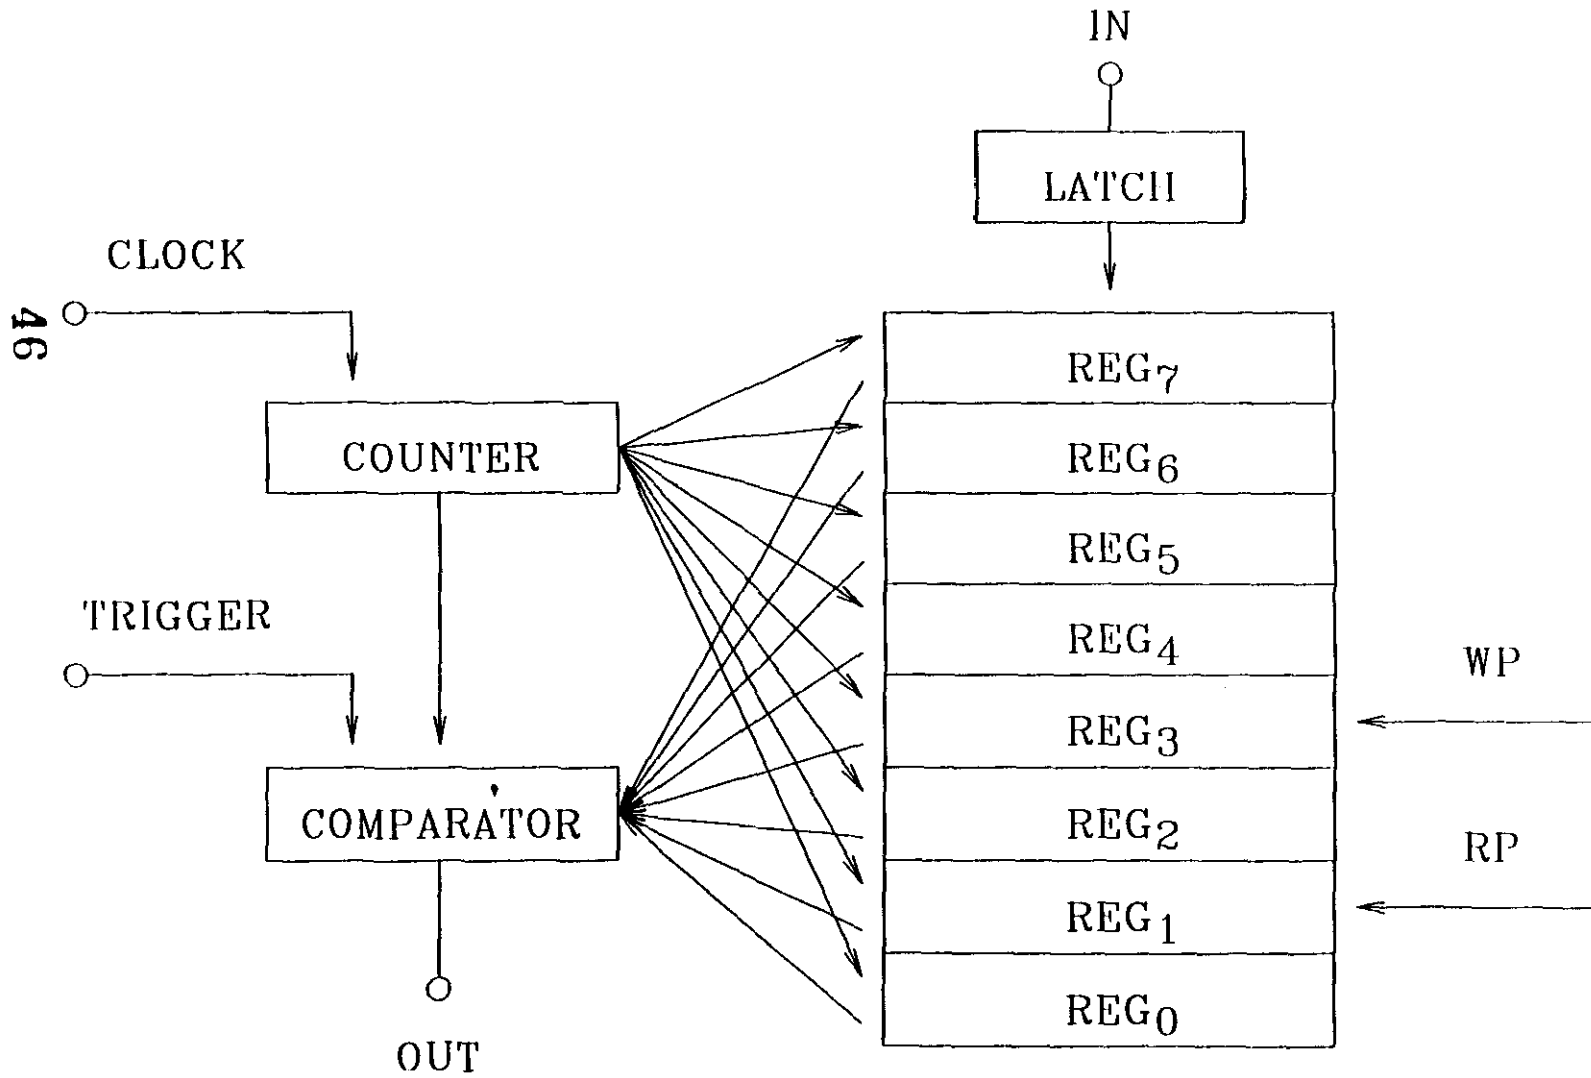 IN
LATCH
CLOCK
46
REG7
COUNTER
REG6
REG5
TRIGGER
REG4
WP
REG3
COMPARATOR
REG2
RP
REG1
REG0
OUT